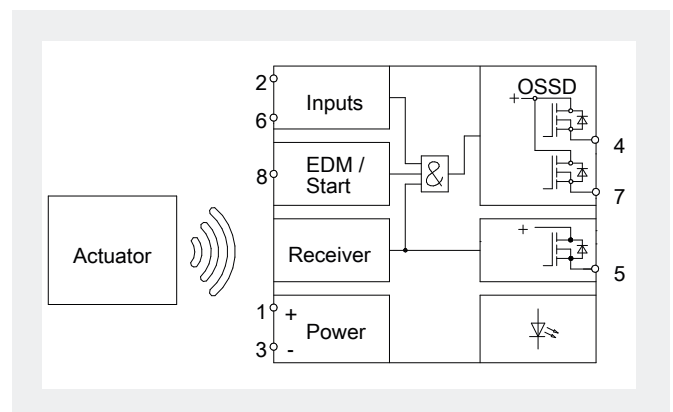 2
6
Inputs
OSSD
+
4
7
8
EDM /
Start
&
Actuator
Receiver
+
5
1
+
3
-
Power